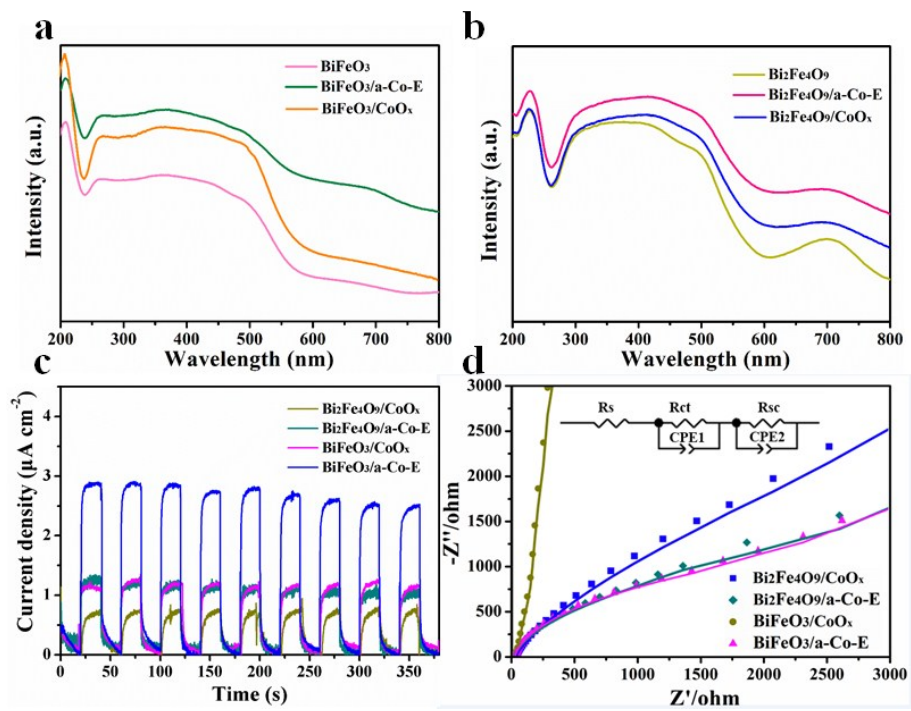 a
BiFeO₃
BiFeO₃/a-Co-E
BiFeO₃/CoOₓ
Intensity (a.u.)
200 300 400 500 600 700 800
Wavelength (nm)
b
Bi₂Fe₄O₉
Bi₂Fe₄O₉/a-Co-E
Bi₂Fe₄O₉/CoOₓ
Intensity (a.u.)
200 300 400 500 600 700 800
Wavelength (nm)
c
Bi₂Fe₄O₉/CoOₓ
Bi₂Fe₄O₉/a-Co-E
BiFeO₃/CoOₓ
BiFeO₃/a-Co-E
Current density (μA cm⁻²)
4
3
2
1
0
0 50 100 150 200 250 300 350
Time (s)
d
Rs Rct Rsc
CPE1 CPE2
-Z''/ohm
3000
2500
2000
1500
1000
500
0
Bi₂Fe₄O₉/CoOₓ
Bi₂Fe₄O₉/a-Co-E
BiFeO₃/CoOₓ
BiFeO₃/a-Co-E
0 500 1000 1500 2000 2500 3000
Z'/ohm